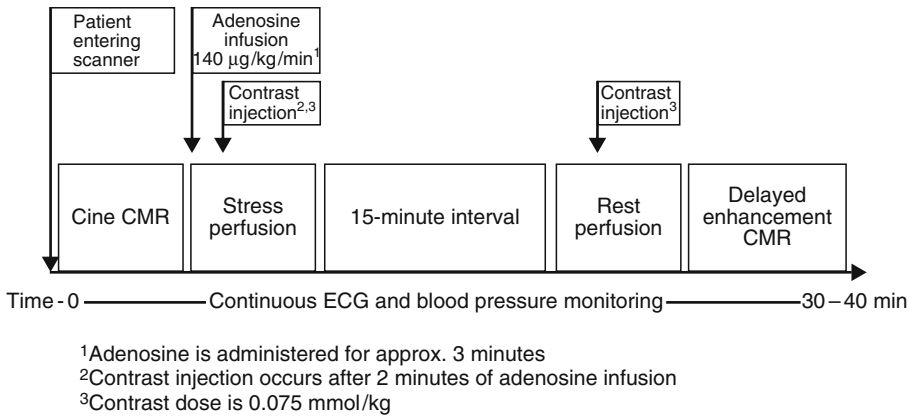 Patient
entering
scanner
Adenosine
infusion
140 µg/kg/min1
Contrast
injection2,3
Contrast
injection3
Cine CMR
Stress
perfusion
15-minute interval
Rest
perfusion
Delayed
enhancement
CMR
Time - 0 Continuous ECG and blood pressure monitoring 30 – 40 min
1Adenosine is administered for approx. 3 minutes
2Contrast injection occurs after 2 minutes of adenosine infusion
3Contrast dose is 0.075 mmol/kg